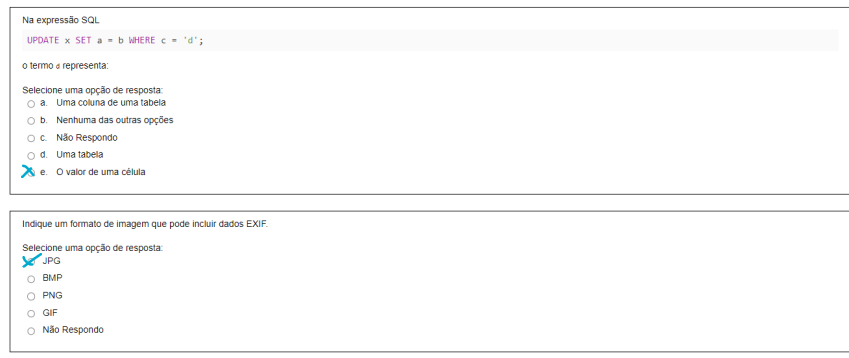 Na expressão SQL
UPDATE x SET a = b WHERE c = 'd';
o termo d representa:
Selecione uma opção de resposta:
a. Uma coluna de uma tabela
b. Nenhuma das outras opções
c. Não Respondo
d. Uma tabela
e. O valor de uma célula
Indique um formato de imagem que pode incluir dados EXIF.
Selecione uma opção de resposta:
JPG
BMP
PNG
GIF
Não Respondo